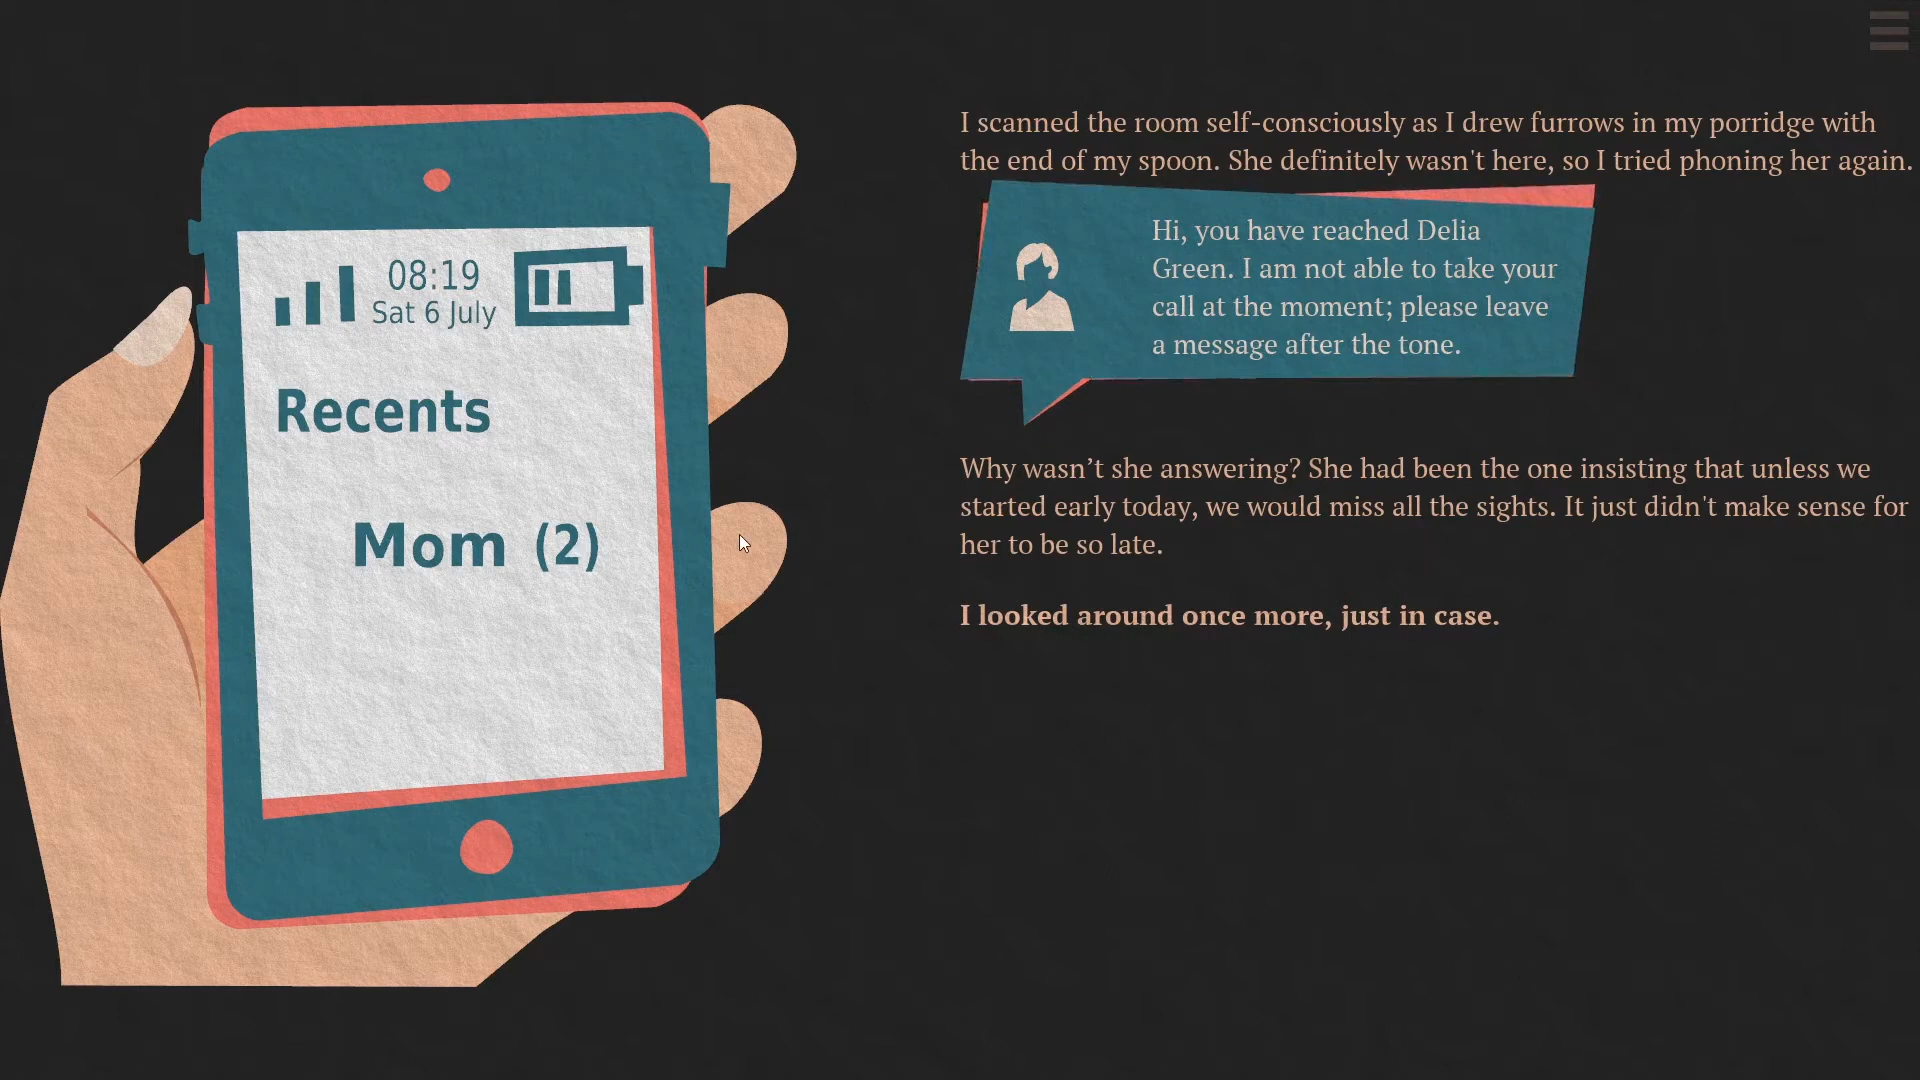 08:19
Sat 6 July
Recents
Mom (2)
I scanned the room self-consciously as I drew furrows in my porridge with
the end of my spoon. She definitely wasn't here, so I tried phoning her again.
Hi, you have reached Delia
Green. I am not able to take your
call at the moment; please leave
a message after the tone.
Why wasn’t she answering? She had been the one insisting that unless we
started early today, we would miss all the sights. It just didn't make sense for
her to be so late.
I looked around once more, just in case.